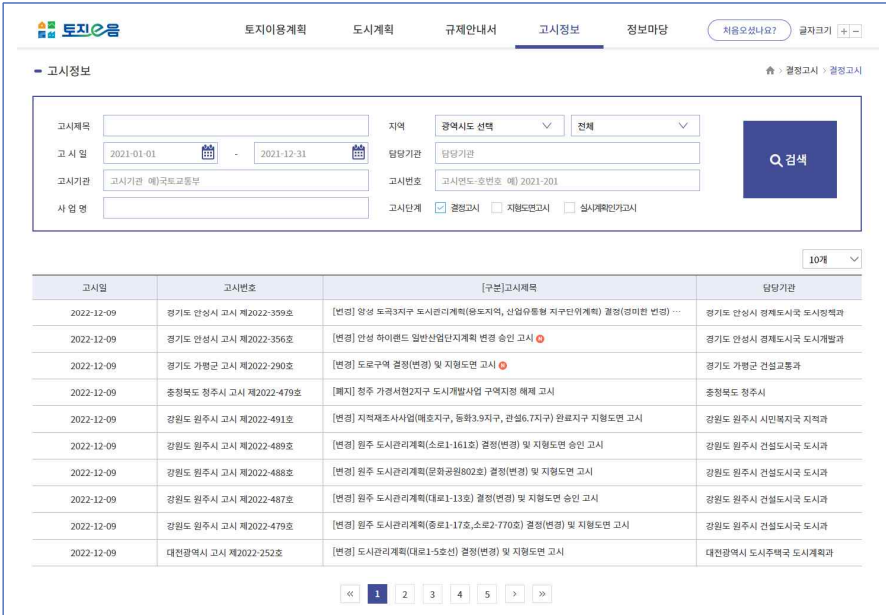 토지e음
토지이용계획 도시계획 규제안내서 고시정보 정보마당 처음오셨나요? 글자크기 + -
고시정보
결정고시 > 결정고시
고시제목 지역 광역시도 선택 전체
고 시 일 2021-01-01 - 2021-12-31 담당기관 담당기관
고시기관 고시기관 예)국토교통부 고시번호 고시연도-호번호 예) 2021-201
사 업 명 고시단계 결정고시 지형도면고시 실시계획인가고시
검색
10개
고시일 고시번호 [구분]고시제목 담당기관
2022-12-09 경기도 안성시 고시 제2022-359호 [변경] 안성 도곡3지구 도시관리계획(용도지역, 산업유통형 지구단위계획) 결정(경미한 변경) ... 경기도 안성시 경제도시국 도시정책과
2022-12-09 경기도 안성시 고시 제2022-356호 [변경] 안성 하이랜드 일반산업단지계획 변경 승인 고시 N 경기도 안성시 경제도시국 도시개발과
2022-12-09 경기도 가평군 고시 제2022-290호 [변경] 도로구역 결정(변경) 및 지형도면 고시 N 경기도 가평군 건설교통과
2022-12-09 충청북도 청주시 고시 제2022-479호 [폐지] 청주 가경서현2지구 도시개발사업 구역지정 해제 고시 충청북도 청주시
2022-12-09 강원도 원주시 고시 제2022-491호 [변경] 지적재조사사업(매호지구, 동화3.9지구, 관설6.7지구) 완료지구 지형도면 고시 강원도 원주시 시민복지국 지적과
2022-12-09 강원도 원주시 고시 제2022-489호 [변경] 원주 도시관리계획(소로1-161호) 결정(변경) 및 지형도면 승인 고시 강원도 원주시 건설도시국 도시과
2022-12-09 강원도 원주시 고시 제2022-488호 [변경] 원주 도시관리계획(문화공원802호) 결정(변경) 및 지형도면 고시 강원도 원주시 건설도시국 도시과
2022-12-09 강원도 원주시 고시 제2022-487호 [변경] 원주 도시관리계획(대로1-13호) 결정(변경) 및 지형도면 승인 고시 강원도 원주시 건설도시국 도시과
2022-12-09 강원도 원주시 고시 제2022-479호 [변경] 원주 도시관리계획(중로1-17호,소로2-770호) 결정(변경) 및 지형도면 고시 강원도 원주시 건설도시국 도시과
2022-12-09 대전광역시 고시 제2022-252호 [변경] 도시관리계획(대로1-5호선) 결정(변경) 및 지형도면 고시 대전광역시 도시주택국 도시계획과
« 1 2 3 4 5 > »